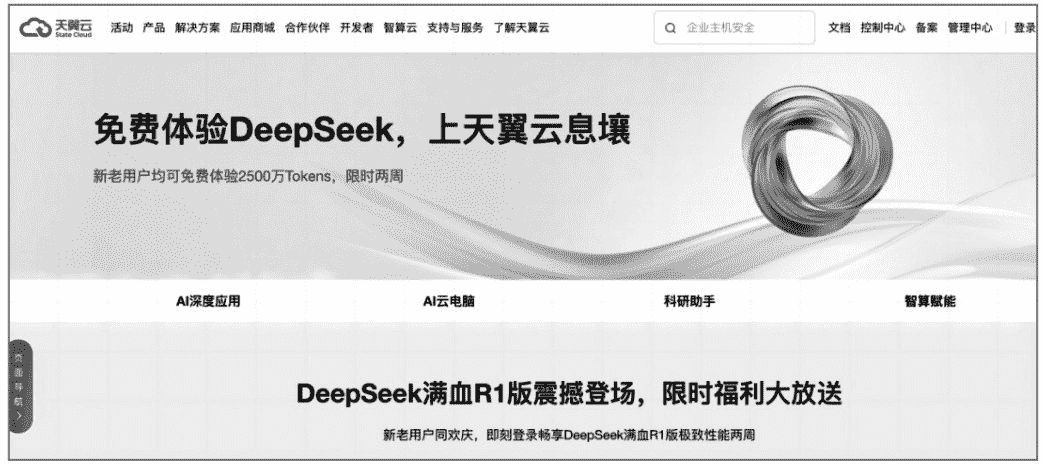 天翼云
State Cloud
活动 产品 解决方案 应用商城 合作伙伴 开发者 智算云 支持与服务 了解天翼云
企业主机安全
文档 控制中心 备案 管理中心 登录
免费体验DeepSeek，上天翼云息壤
新老用户均可免费体验2500万Tokens，限时两周
AI深度应用 AI云电脑 科研助手 智算赋能
页面导航
DeepSeek满血R1版震撼登场，限时福利大放送
新老用户同欢庆，即刻登录畅享DeepSeek满血R1版极致性能两周